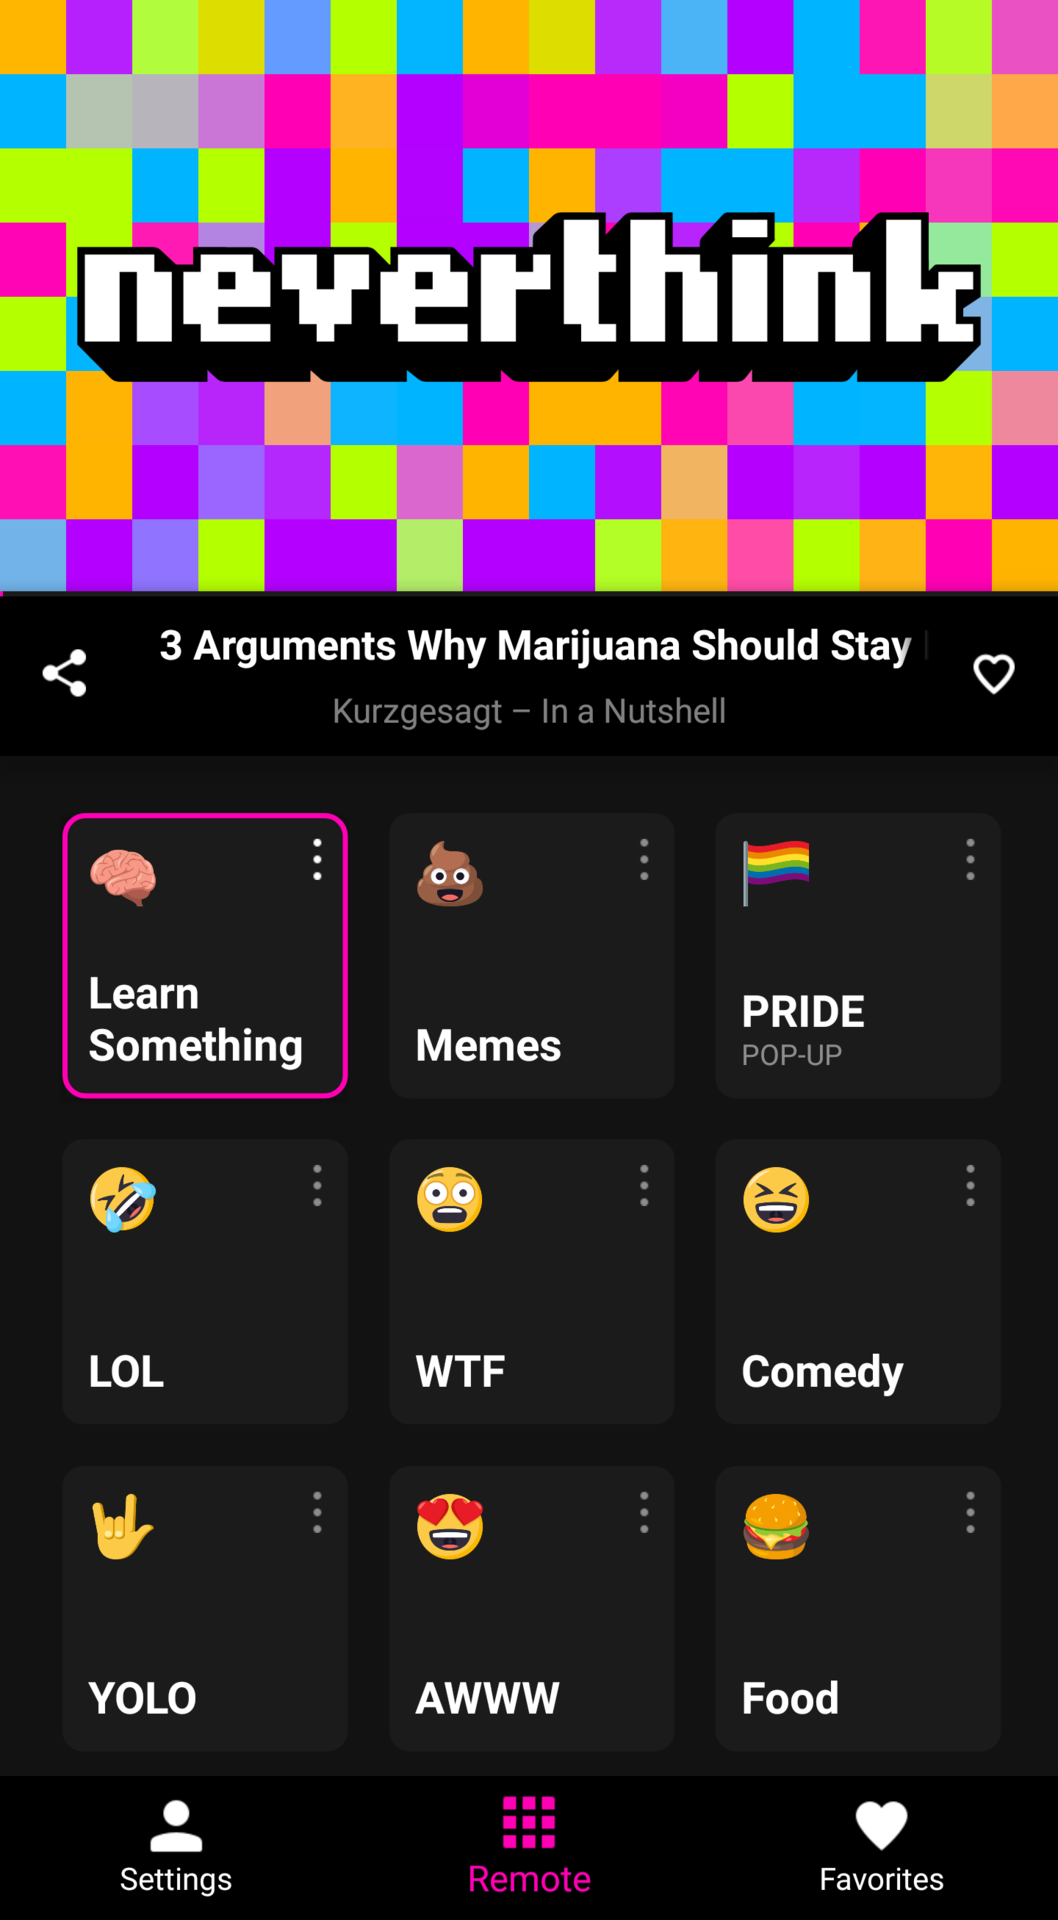 neverthink
3 Arguments Why Marijuana Should Stay
Kurzgesagt – In a Nutshell
Learn
Something
Memes
PRIDE
POP-UP
LOL
WTF
Comedy
YOLO
AWWW
Food
Settings
Remote
Favorites